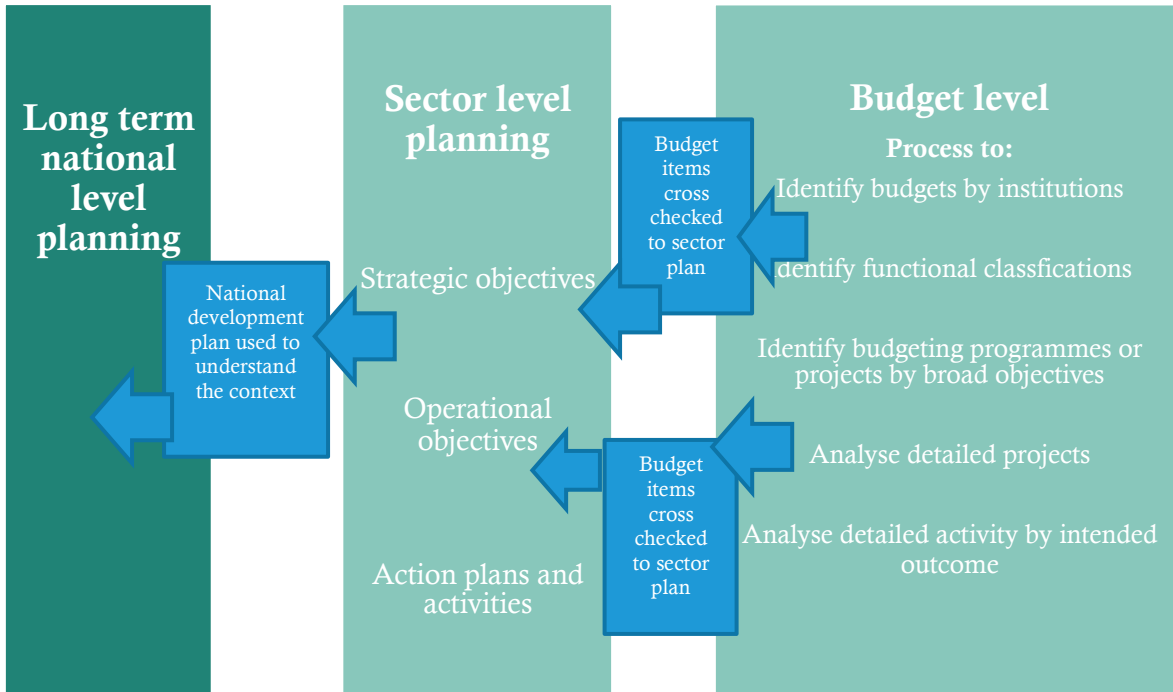 Long term
national
level
planning
National
development
plan used to
understand
the context
Sector level
planning
Strategic objectives
Operational
objectives
Action plans and
activities
Budget
items
cross
checked
to sector
plan
Budget
items
cross
checked
to sector
plan
Budget level
Process to:
Identify budgets by institutions
Identify functional classfications
Identify budgeting programmes or
projects by broad objectives
Analyse detailed projects
Analyse detailed activity by intended
outcome